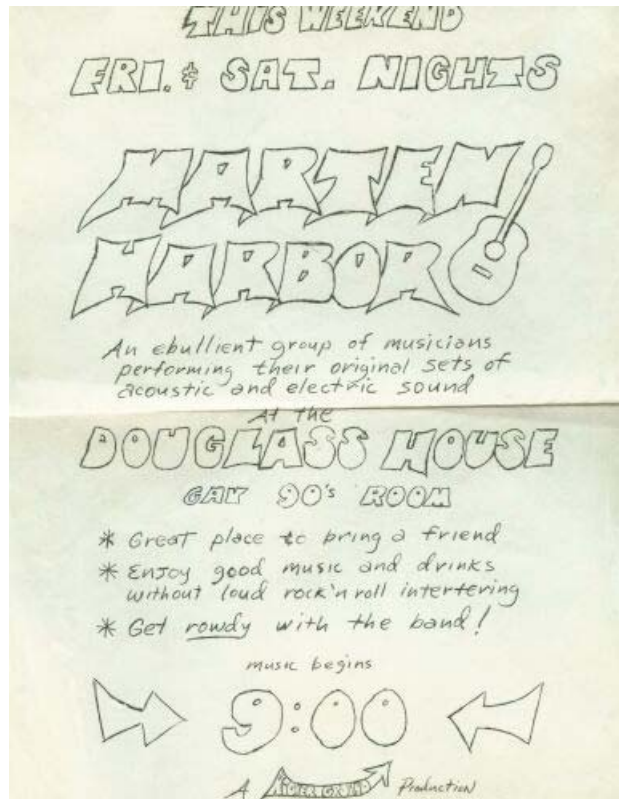 THIS WEEKEND
FRI. & SAT. NIGHTS
MARTEN
HARBOR
An ebullient group of musicians
performing their original sets of
acoustic and electric sound
At the
DOUGLASS HOUSE
GAY 90's ROOM
* Great place to bring a friend
* Enjoy good music and drinks
without loud rock'n roll interfering
* Get rowdy with the band!
music begins
9:00
A HIGHER GROUND Production